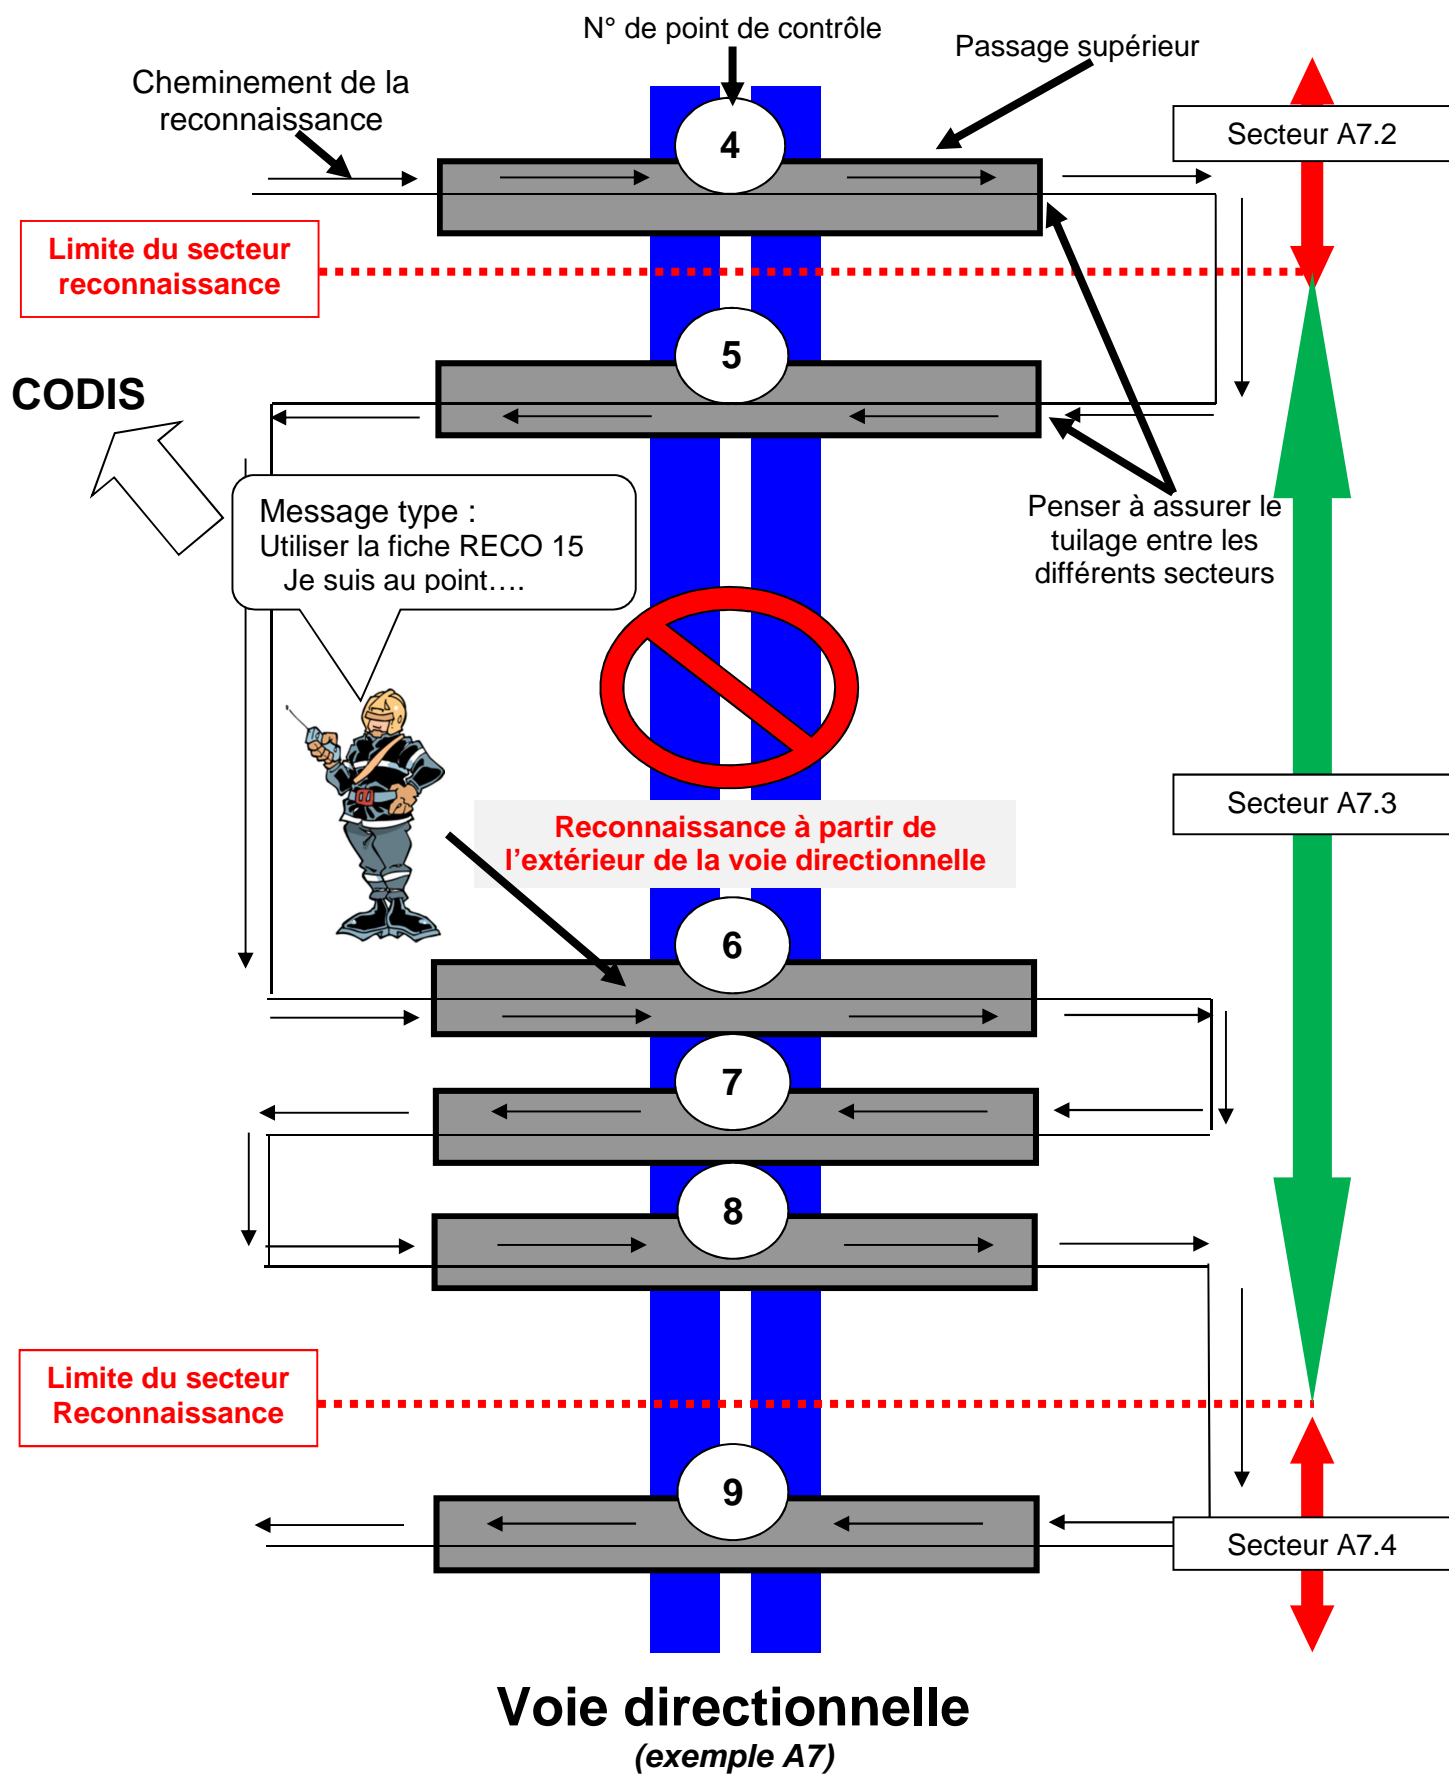 N° de point de contrôle
Passage supérieur
Cheminement de la
reconnaissance
4
Secteur A7.2
Limite du secteur
reconnaissance
5
CODIS
Message type :
Utiliser la fiche RECO 15
Je suis au point….
Penser à assurer le
tuilage entre les
différents secteurs
Secteur A7.3
Reconnaissance à partir de
l’extérieur de la voie directionnelle
6
7
8
Limite du secteur
Reconnaissance
9
Secteur A7.4
Voie directionnelle
(exemple A7)